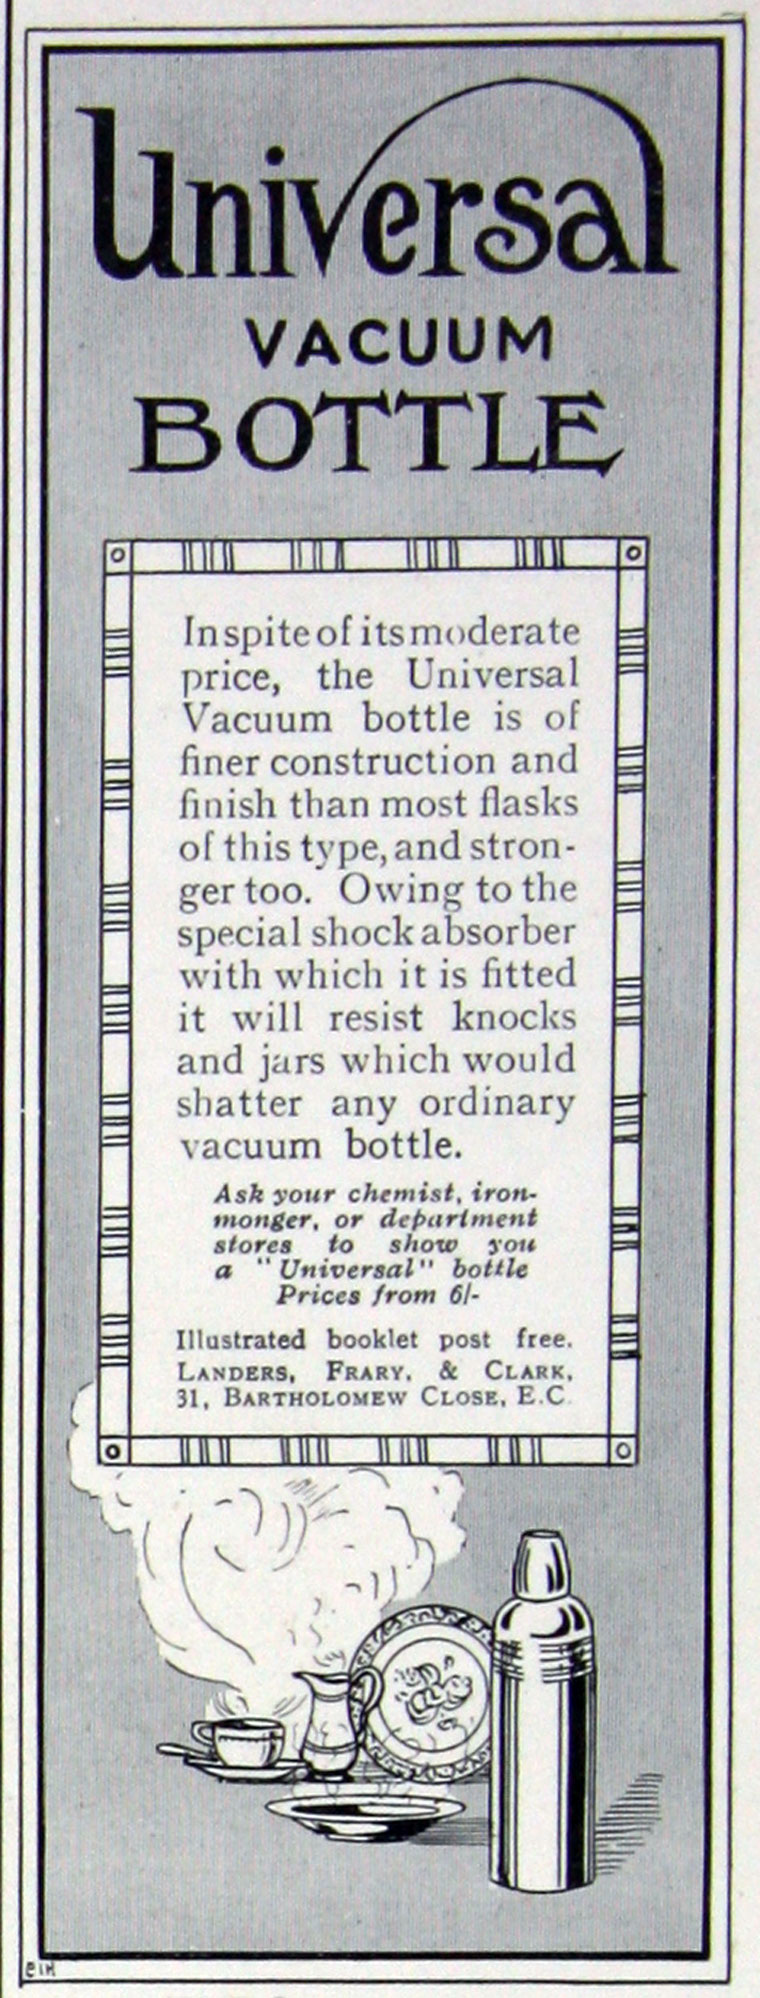 Universal
VACUUM
BOTTLE
In spite of its moderate
price, the Universal
Vacuum bottle is of
finer construction and
finish than most flasks
of this type, and stron-
ger too. Owing to the
special shock absorber
with which it is fitted
it will resist knocks
and jars which would
shatter any ordinary
vacuum bottle.
Ask your chemist, iron-
monger, or department
stores to show you
a "Universal" bottle
Prices from 6/-
Illustrated booklet post free.
LANDERS, FRARY, & CLARK,
31, BARTHOLOMEW CLOSE, E.C.